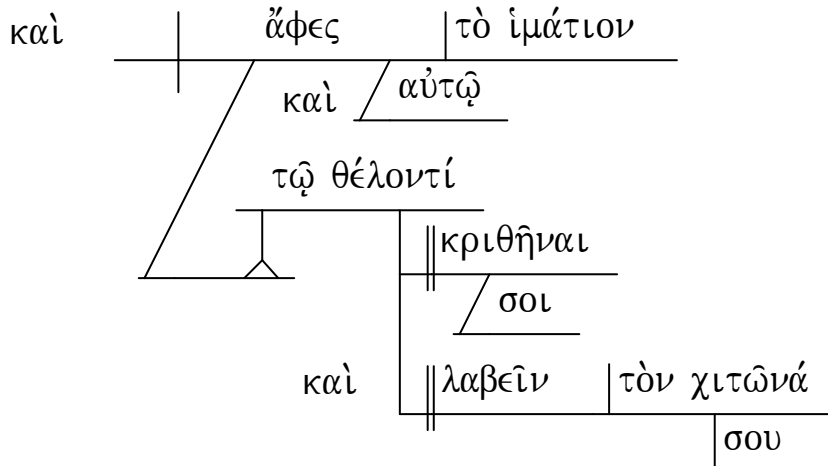 καὶ ἄφες τὸ ἱμάτιον
καὶ αὐτῷ
τῷ θέλοντί
κριθῆναι
σοι
καὶ λαβεῖν τὸν χιτῶνά
σου